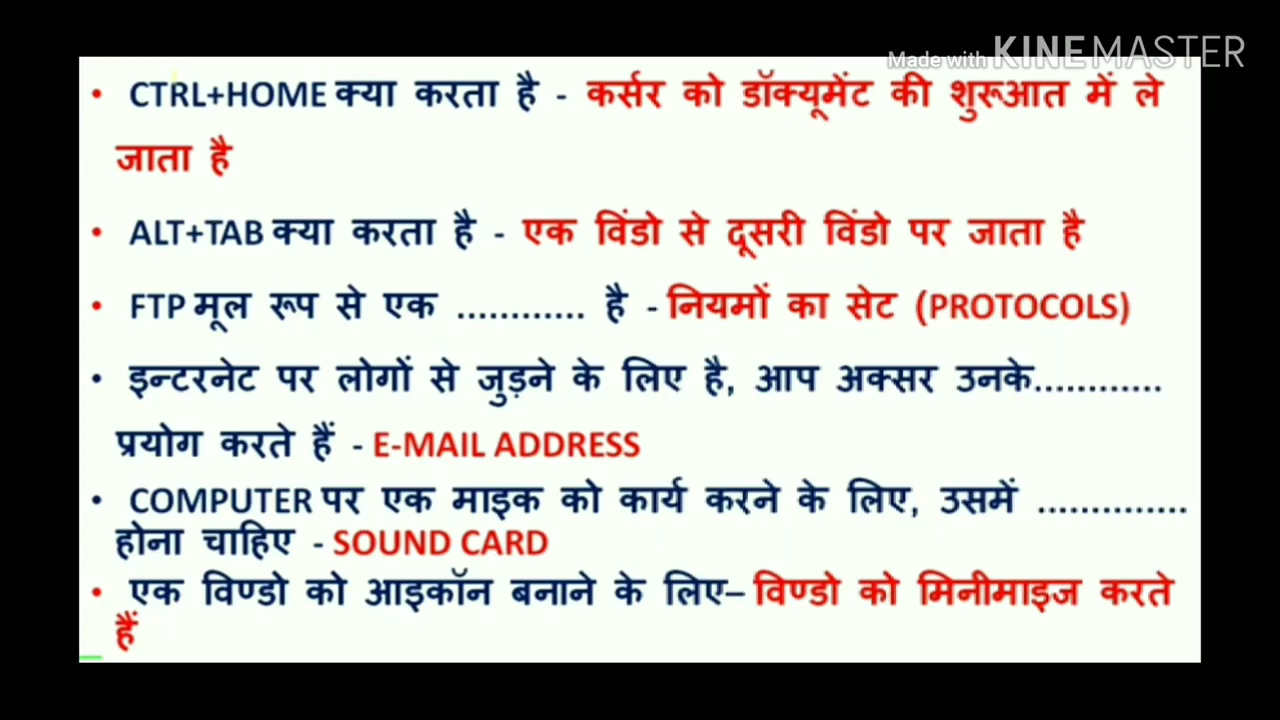 Made with KINEMASTER
• CTRL+HOME क्या करता है - कर्सर को डॉक्यूमेंट की शुरूआत में ले
जाता है
• ALT+TAB क्या करता है - एक विंडो से दूसरी विंडो पर जाता है
• FTP मूल रूप से एक ............ है - नियमों का सेट (PROTOCOLS)
• इन्टरनेट पर लोगों से जुड़ने के लिए है, आप अक्सर उनके............
प्रयोग करते हैं - E-MAIL ADDRESS
• COMPUTER पर एक माइक को कार्य करने के लिए, उसमें ..............
होना चाहिए - SOUND CARD
• एक विण्डो को आइकॉन बनाने के लिए– विण्डो को मिनीमाइज करते
हैं